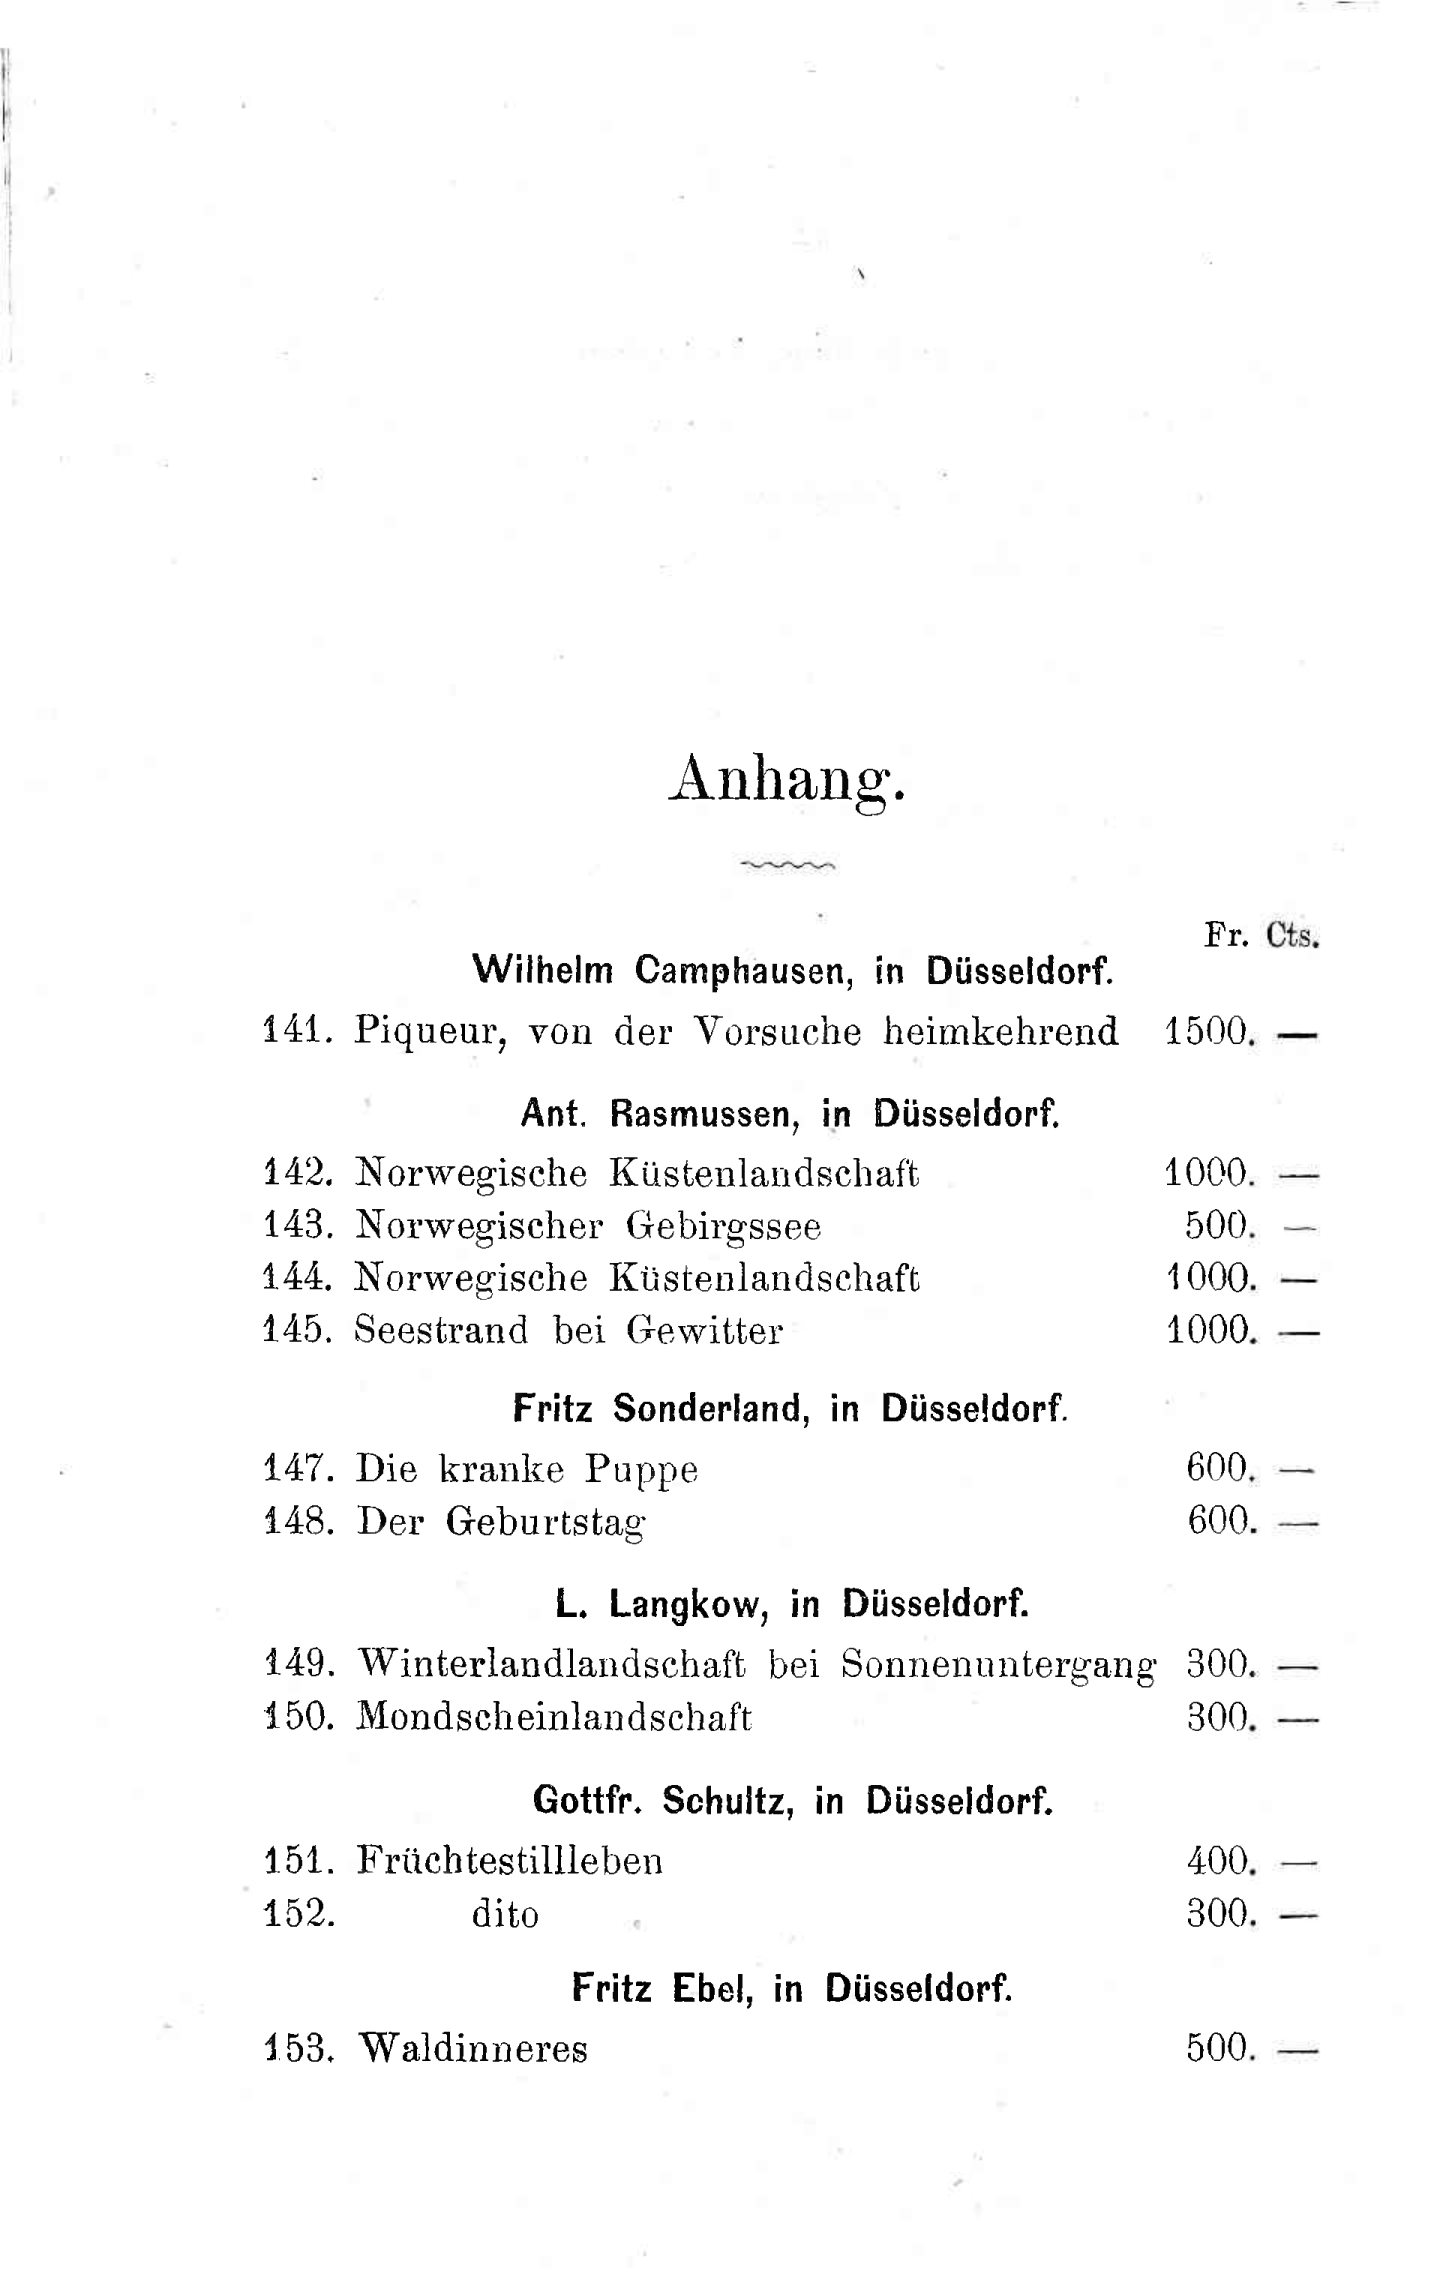 Anhang.
Fr. Cts.
Wilhelm Camphausen, in Düsseldorf.
141. Piqueur, von der Vorsuche heimkehrend 1500. —
Ant. Rasmussen, in Düsseldorf.
142. Norwegische Küstenlandschaft 1000. —
143. Norwegischer Gebirgssee 500. —
144. Norwegische Küstenlandschaft 1000. —
145. Seestrand bei Gewitter 1000. —
Fritz Sonderland, in Düsseldorf.
147. Die kranke Puppe 600. —
148. Der Geburtstag 600. —
L. Langkow, in Düsseldorf.
149. Winterlandlandschaft bei Sonnenuntergang 300. —
150. Mondscheinlandschaft 300. —
Gottfr. Schultz, in Düsseldorf.
151. Früchtestillleben 400. —
152. dito 300. —
Fritz Ebel, in Düsseldorf.
153. Waldinneres 500. —